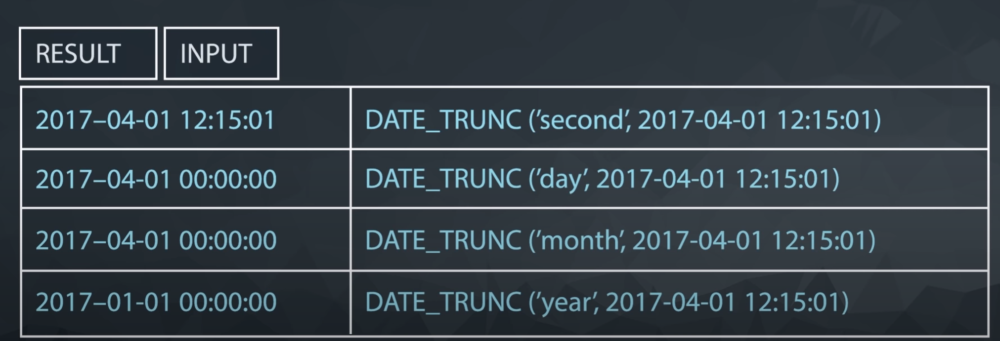 RESULT INPUT
2017–04-01 12:15:01 DATE_TRUNC (’second’, 2017-04-01 12:15:01)
2017–04-01 00:00:00 DATE_TRUNC (’day’, 2017-04-01 12:15:01)
2017–04-01 00:00:00 DATE_TRUNC (’month’, 2017-04-01 12:15:01)
2017–01-01 00:00:00 DATE_TRUNC (’year’, 2017-04-01 12:15:01)